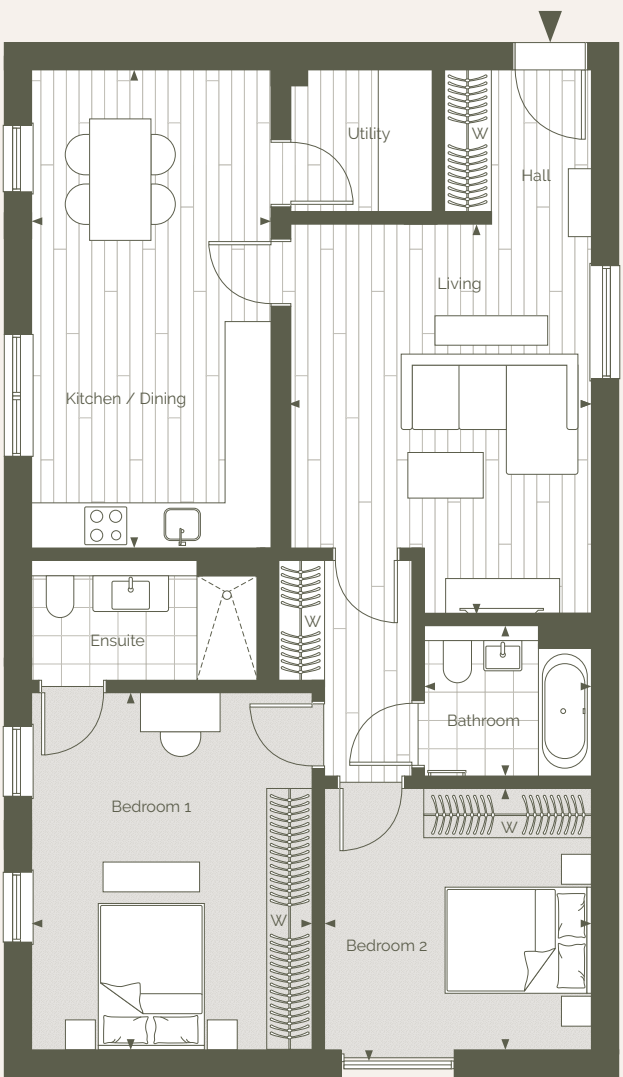 Utility
W
Hall
Living
Kitchen / Dining
W
Ensuite
Bathroom
Bedroom 1
W
W
Bedroom 2